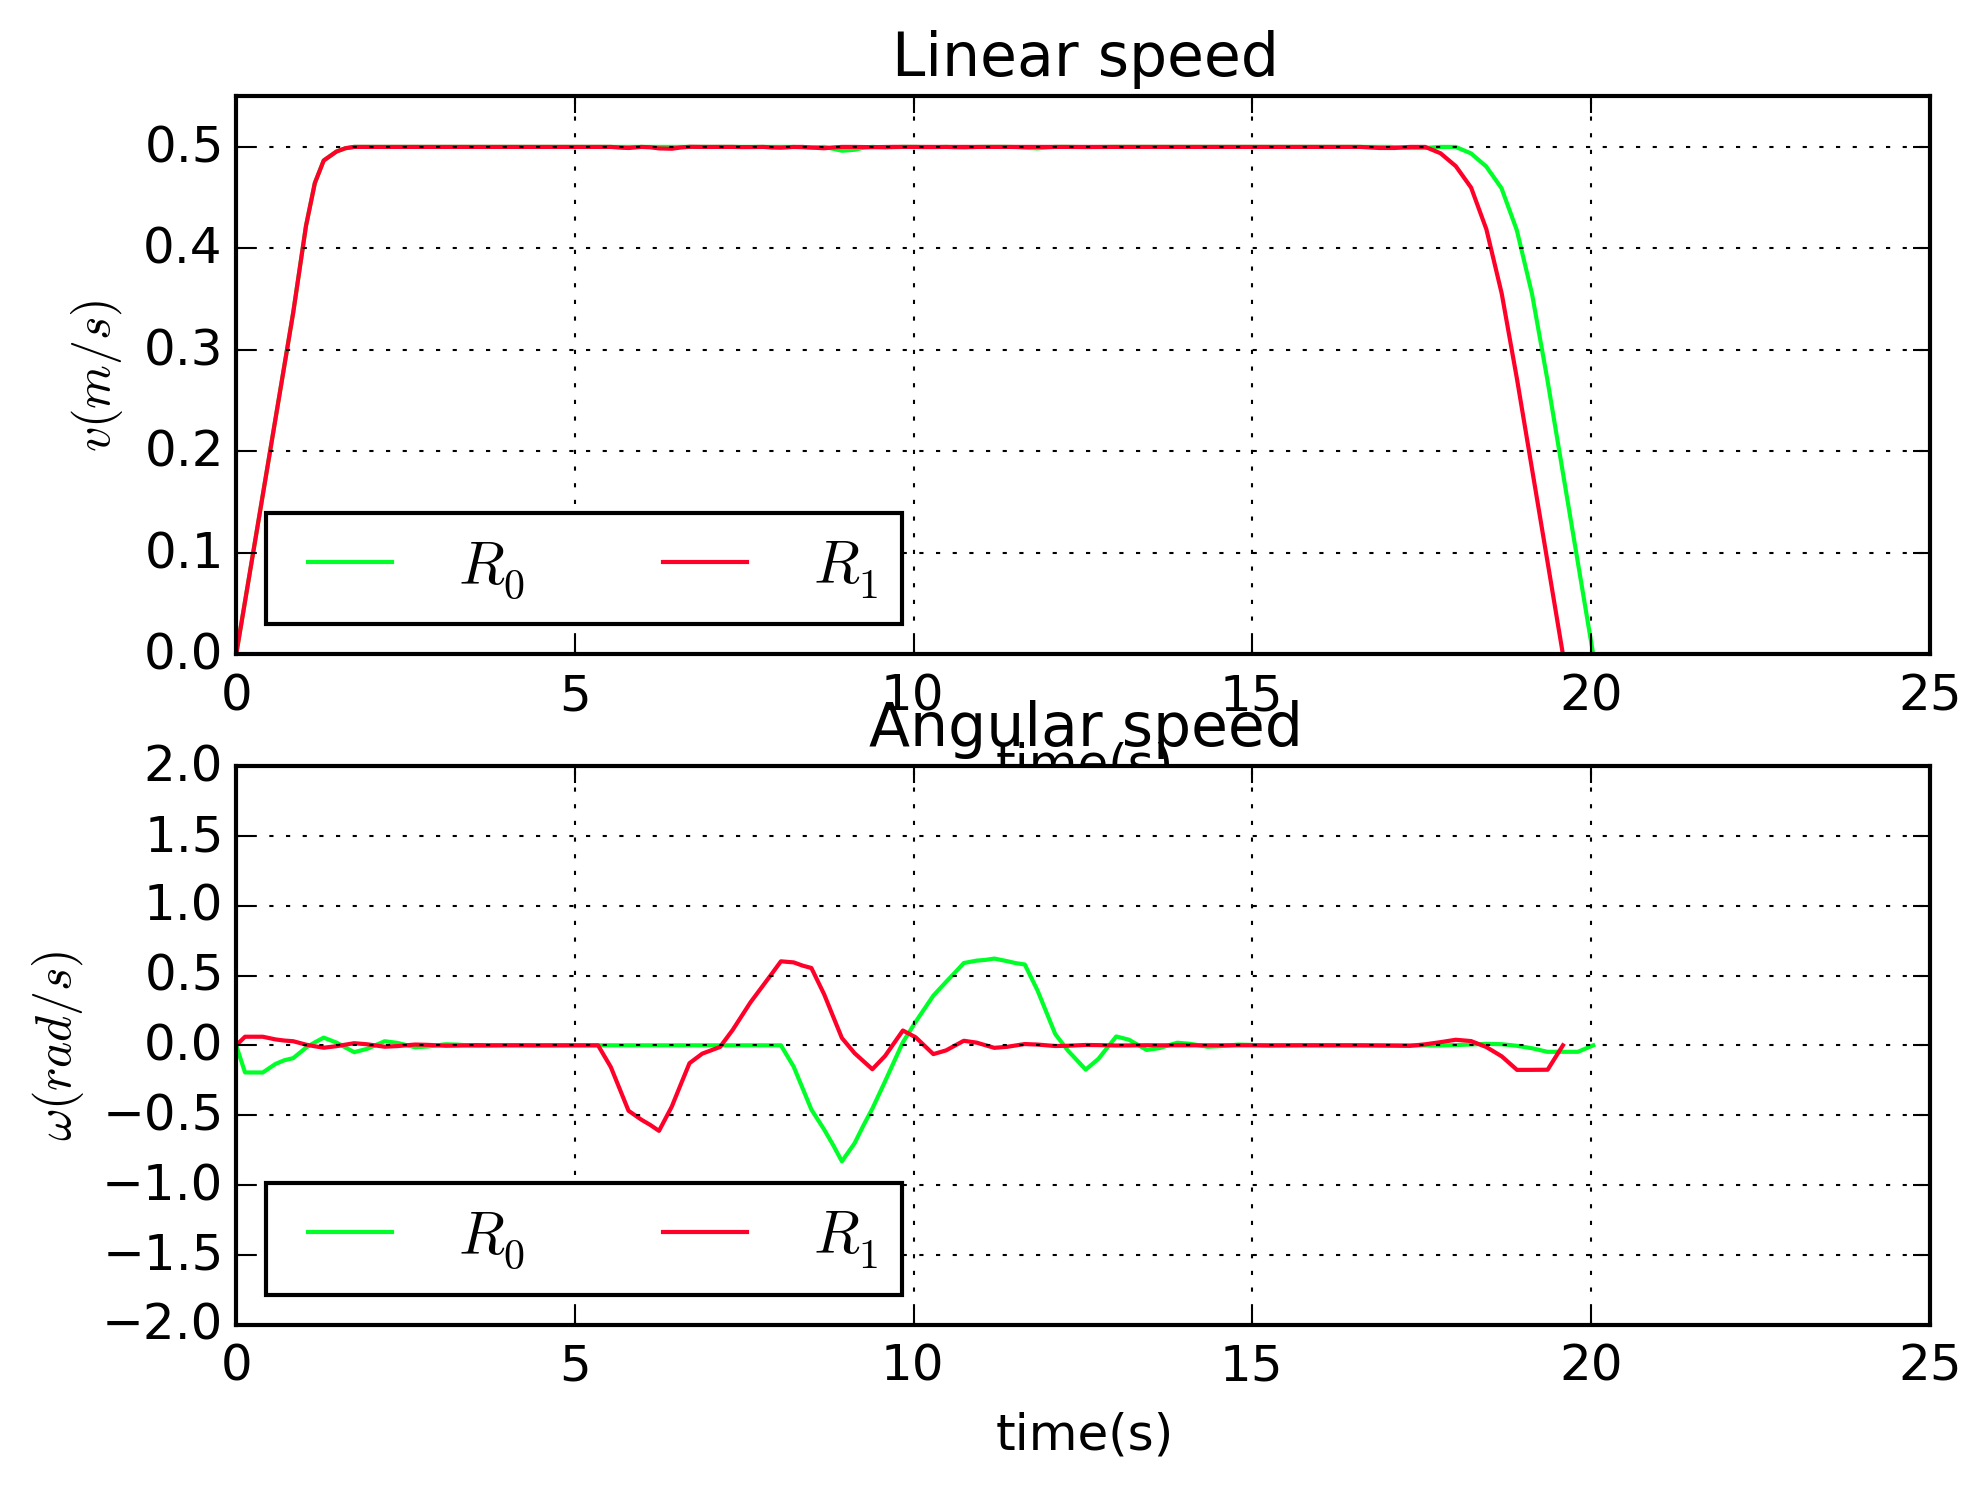 Linear speed
0.5
0.4
0.3
0.2
0.1
0.0
v(m/s)
R₀ R₁
0 5 10 15 20 25
time(s)
Angular speed
2.0
1.5
1.0
0.5
0.0
−0.5
−1.0
−1.5
−2.0
ω(rad/s)
R₀ R₁
0 5 10 15 20 25
time(s)